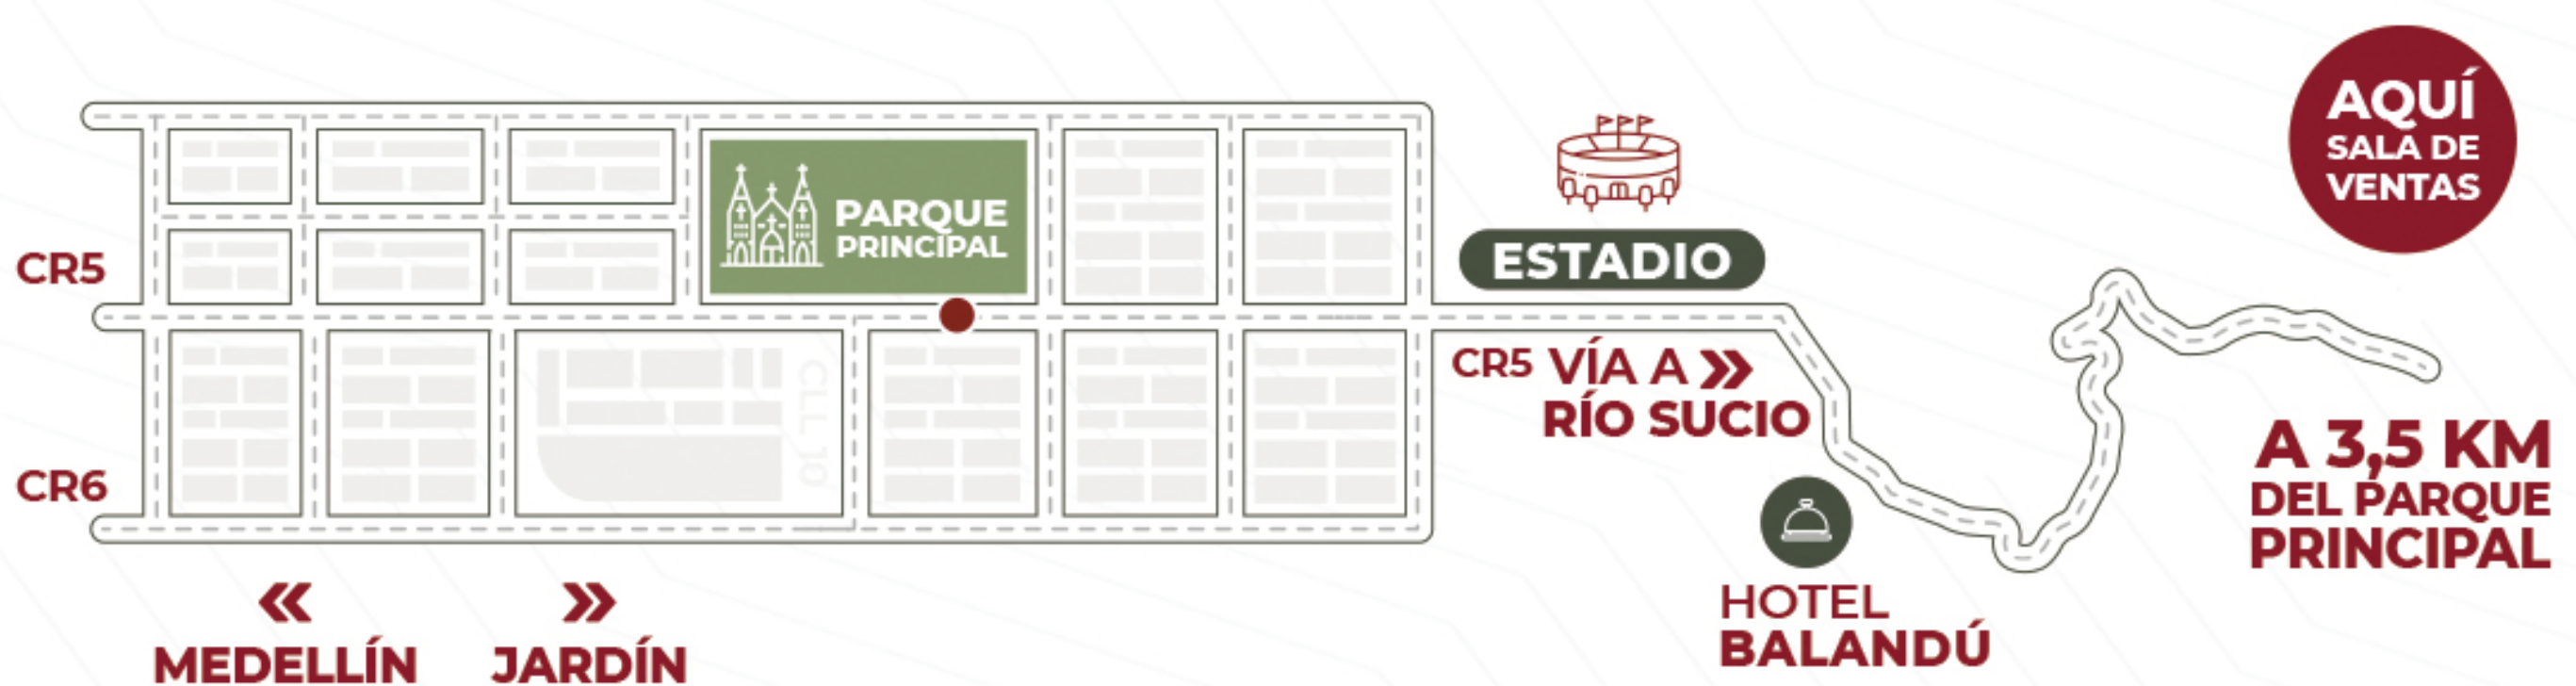 AQUÍ
SALA DE
VENTAS
PARQUE
PRINCIPAL
ESTADIO
CR5
CR5 VÍA A
RÍO SUCIO
CLL 10
CR6
A 3,5 KM
DEL PARQUE
PRINCIPAL
HOTEL
BALANDÚ
MEDELLÍN
JARDÍN